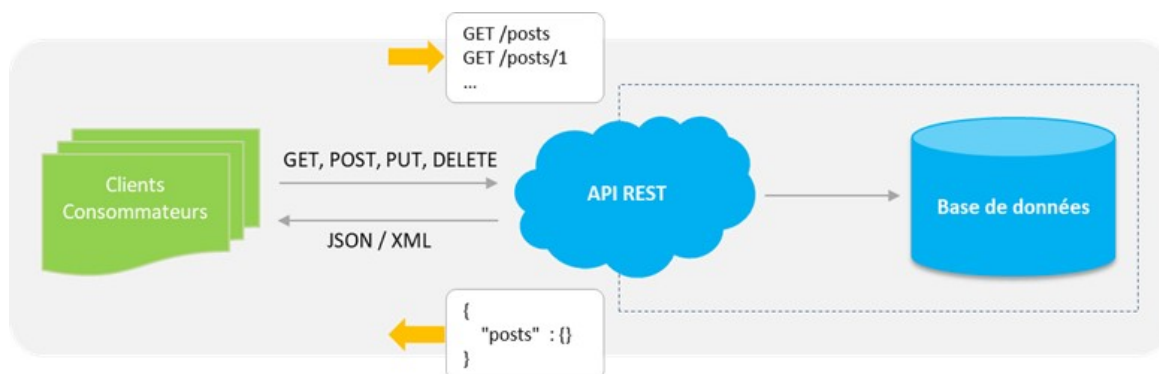 GET /posts
GET /posts/1
...
Clients
Consommateurs
GET, POST, PUT, DELETE
JSON / XML
API REST
Base de données
{
"posts" : {}
}